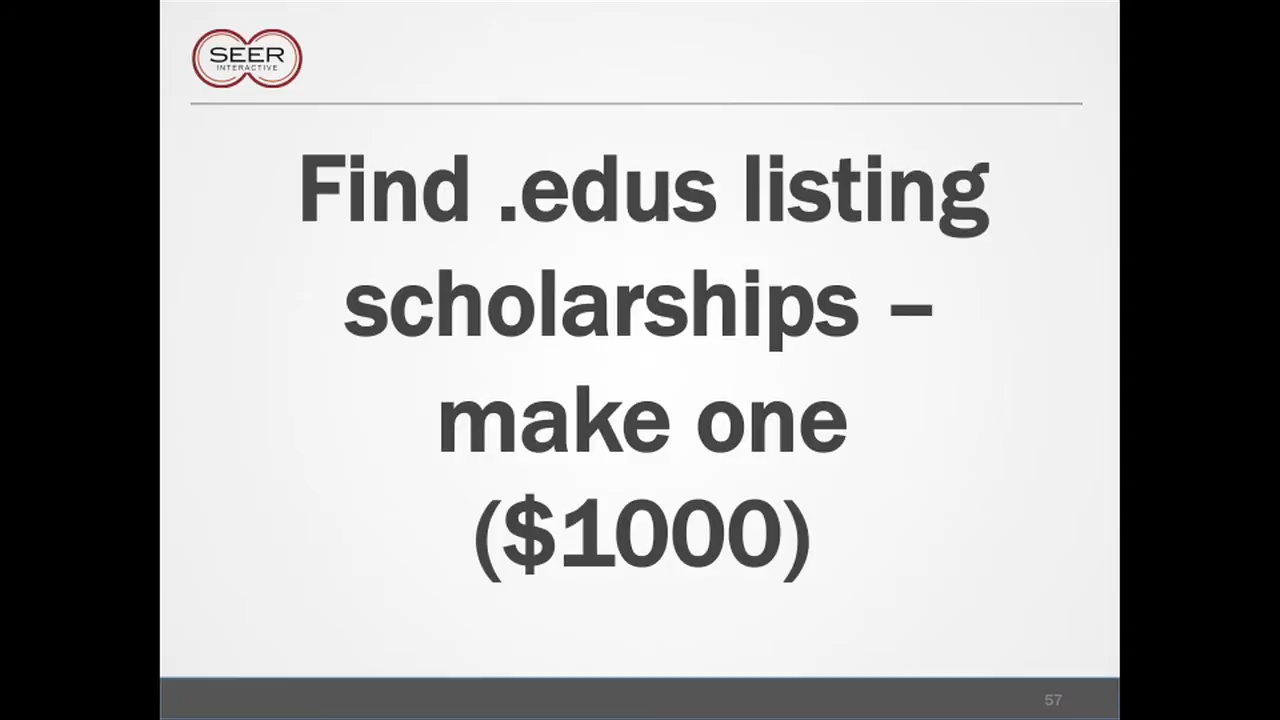 SEER
INTERACTIVE
Find .edus listing
scholarships –
make one
($1000)
57